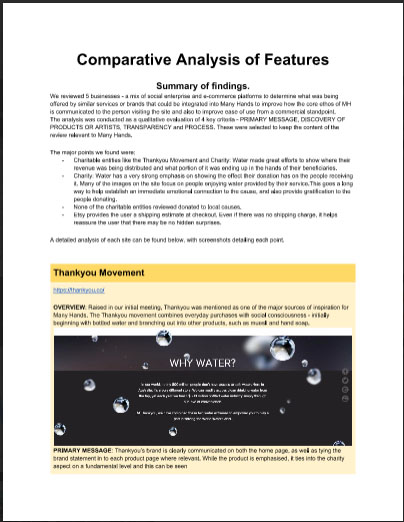 Comparative Analysis of Features
Summary of findings.
We reviewed 5 businesses - a mix of social enterprise and e-commerce platforms to determine what was being
offered by similar services or brands that could be integrated into Many Hands to improve how the core ethos of MH
is communicated to the person visiting the site and also to improve ease of use from a commercial standpoint.
The analysis was conducted as a qualitative evaluation of 4 key criteria - PRIMARY MESSAGE, DISCOVERY OF
PRODUCTS OR ARTISTS, TRANSPARENCY and PROCESS. These were selected to keep the content of the
review relevant to Many Hands.
The major points we found were:
- Charitable entities like the Thankyou Movement and Charity: Water made great efforts to show where their
revenue was being distributed and what portion of it was ending up in the hands of their beneficiaries.
- Charity: Water has a very strong emphasis on showing the effect their donation has on the people receiving
it. Many of the images on the site focus on people enjoying water provided by their service.This goes a long
way to help establish an immediate emotional connection to the cause, and also provide gratification to the
people donating.
- None of the charitable entities reviewed donated to local causes.
- Etsy provides the user a shipping estimate at checkout. Even if there was no shipping charge, it helps
reassure the user that there may be no hidden surprises.
A detailed analysis of each site can be found below, with screenshots detailing each point.
Thankyou Movement
https://thankyou.co/
OVERVIEW: Raised in our initial meeting, Thankyou was mentioned as one of the major sources of inspiration for
Many Hands. The Thankyou movement combines everyday purchases with social consciousness - initially
beginning with bottled water and branching out into other products, such as muesli and hand soap.
WHY WATER?
PRIMARY MESSAGE: Thankyou's brand is clearly communicated on both the home page, as well as tying the
brand statement in to each product page where relevant. While the product is emphasised, it ties into the charity
aspect on a fundamental level and this can be seen